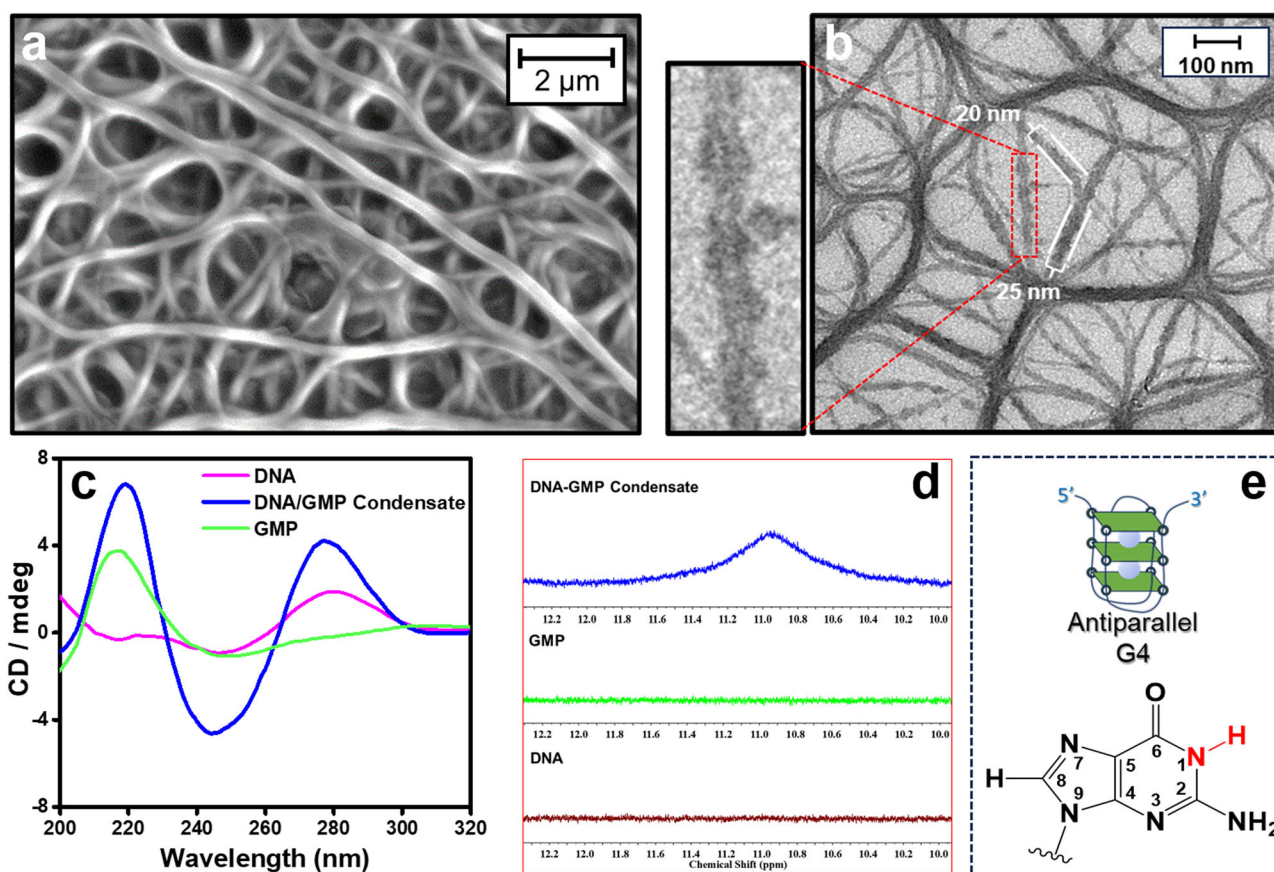 a
2 µm
b
100 nm
20 nm
25 nm
c
DNA
DNA/GMP Condensate
GMP
CD / mdeg
8
4
0
-4
-8
200 220 240 260 280 300 320
Wavelength (nm)
d
DNA-GMP Condensate
12.2 12.0 11.8 11.6 11.4 11.2 11.0 10.8 10.6 10.4 10.2 10.0
GMP
12.2 12.0 11.8 11.6 11.4 11.2 11.0 10.8 10.6 10.4 10.2 10.0
DNA
12.2 12.0 11.8 11.6 11.4 11.2 11.0 10.8 10.6 10.4 10.2 10.0
Chemical Shift (ppm)
e
5’ 3’
Antiparallel
G4
O
H
N 6 N
7 5 1
H 8 4 2
9 3
N N NH2